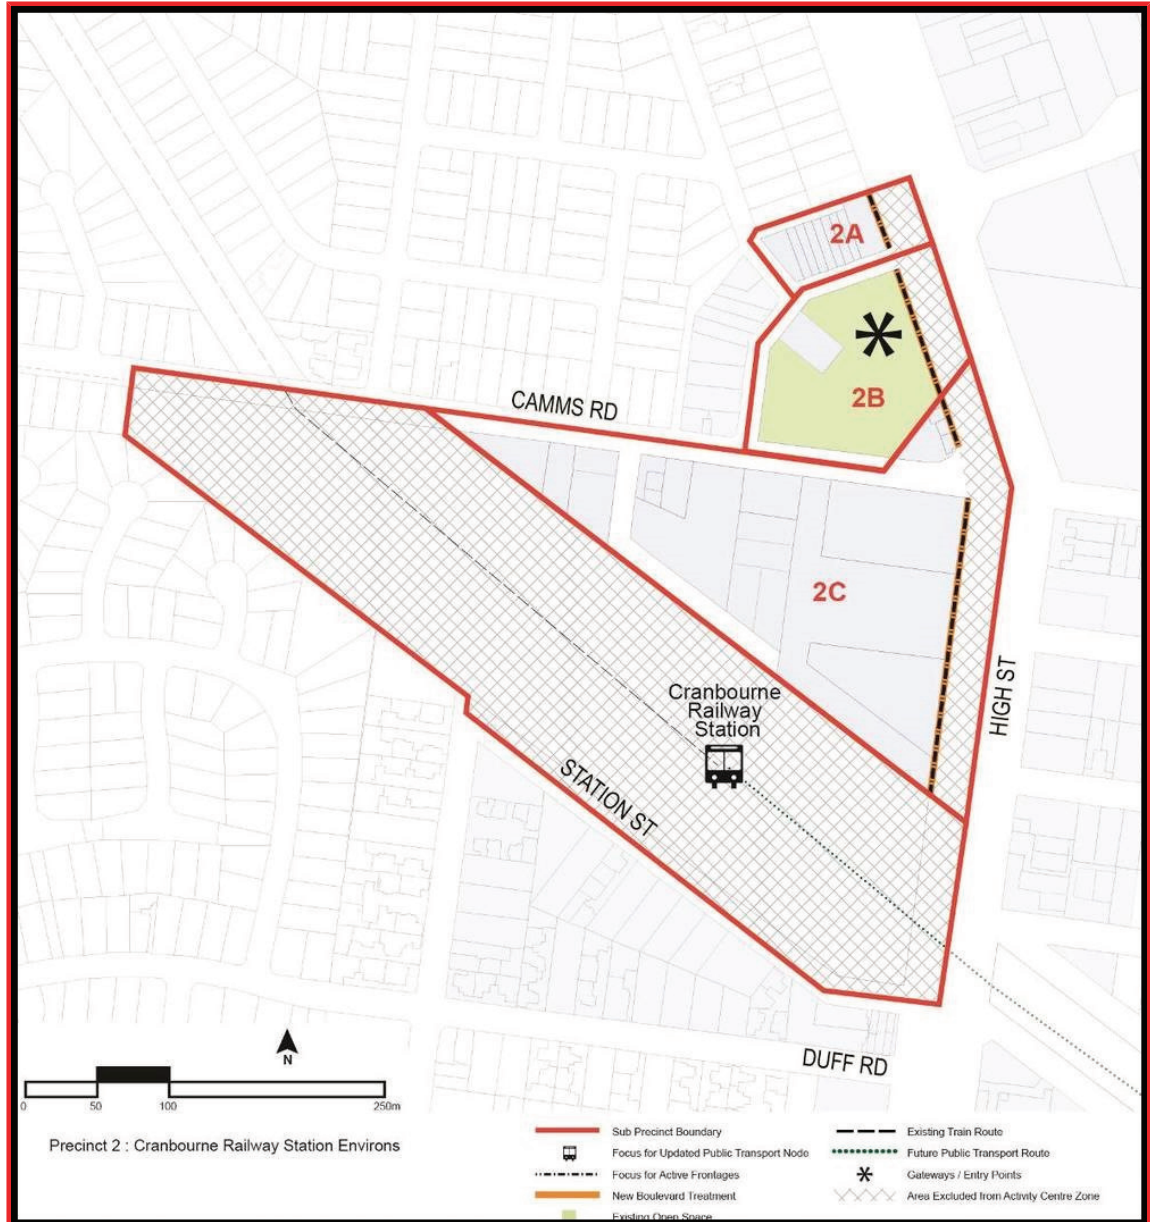 2A
2B
CAMMS RD
2C
HIGH ST
Cranbourne
Railway
Station
STATION ST
DUFF RD
N
0 50 100 250m
Precinct 2 : Cranbourne Railway Station Environs
Sub Precinct Boundary
Focus for Updated Public Transport Node
Focus for Active Frontages
New Boulevard Treatment
Existing Open Space
Existing Train Route
Future Public Transport Route
Gateways / Entry Points
Area Excluded from Activity Centre Zone